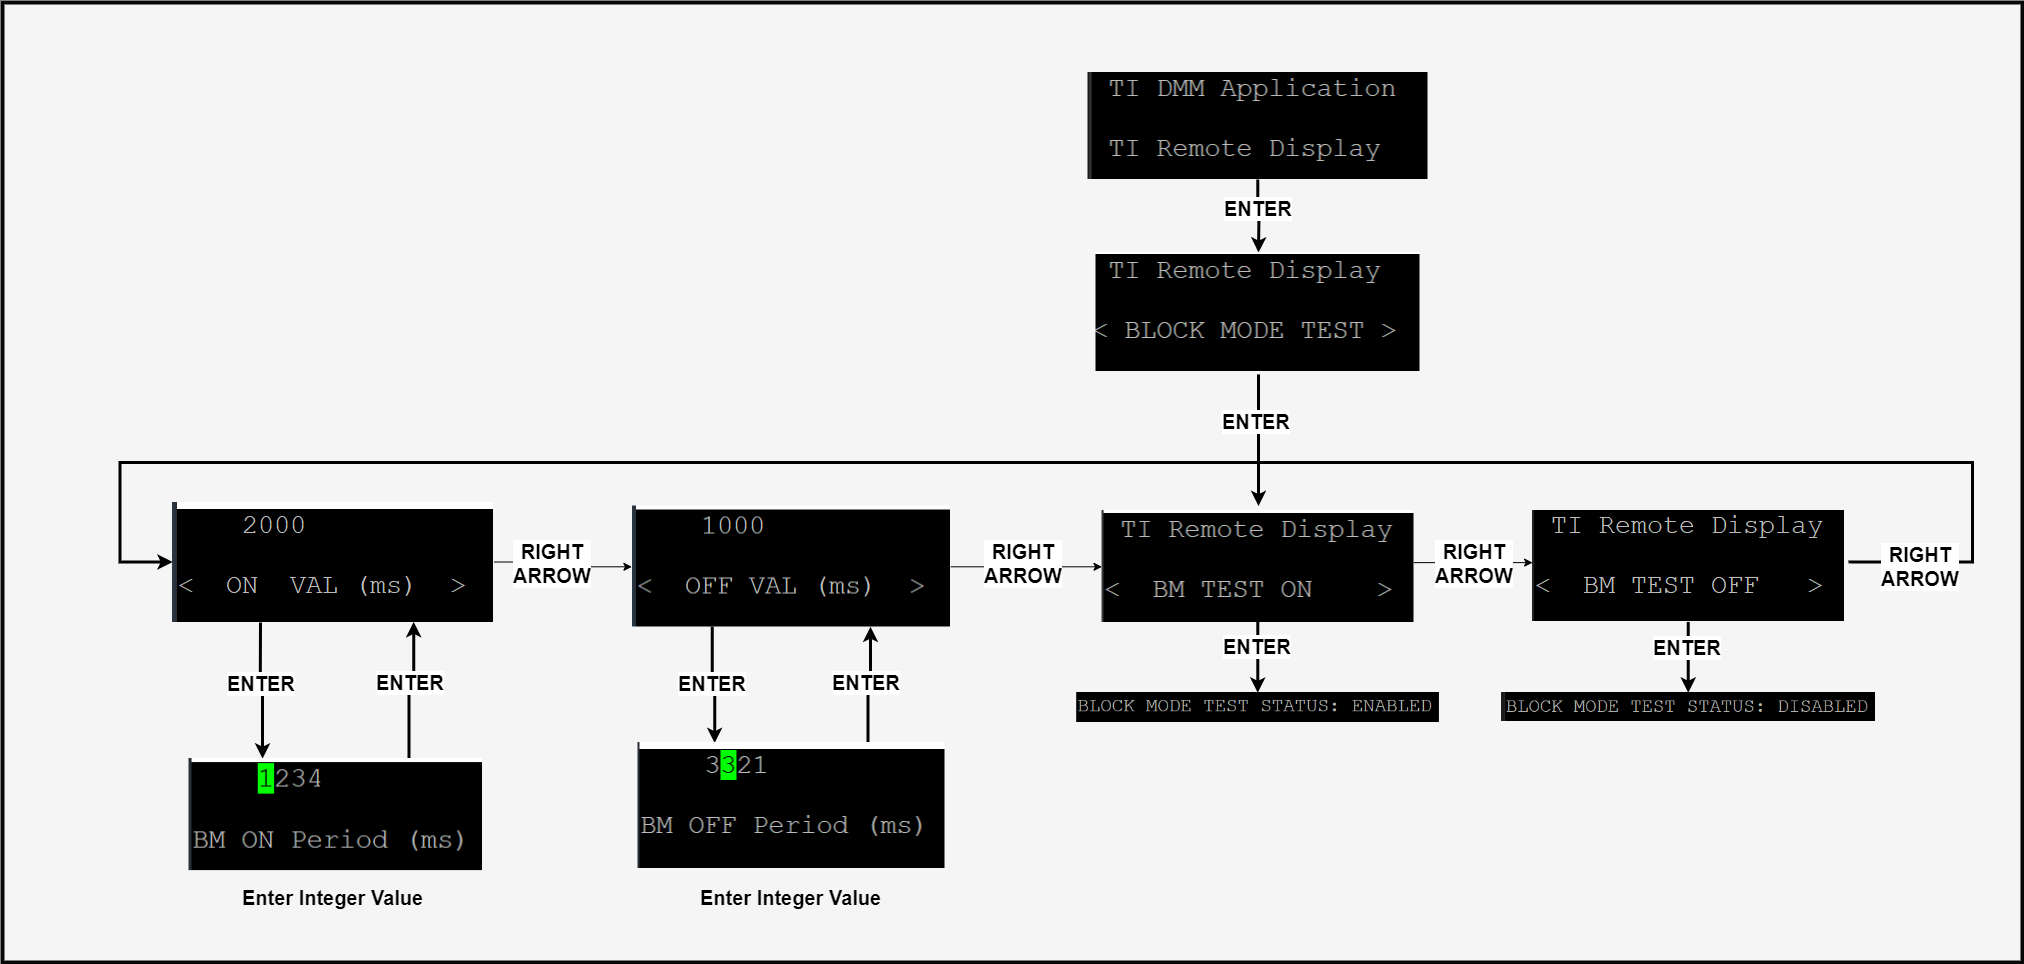 TI DMM Application
TI Remote Display
ENTER
TI Remote Display
< BLOCK MODE TEST >
ENTER
2000
< ON VAL (ms) >
RIGHT
ARROW
1000
< OFF VAL (ms) >
RIGHT
ARROW
TI Remote Display
< BM TEST ON >
RIGHT
ARROW
TI Remote Display
< BM TEST OFF >
RIGHT
ARROW
ENTER
ENTER
ENTER
ENTER
ENTER
ENTER
BLOCK MODE TEST STATUS: ENABLED
BLOCK MODE TEST STATUS: DISABLED
1234
BM ON Period (ms)
3321
BM OFF Period (ms)
Enter Integer Value
Enter Integer Value